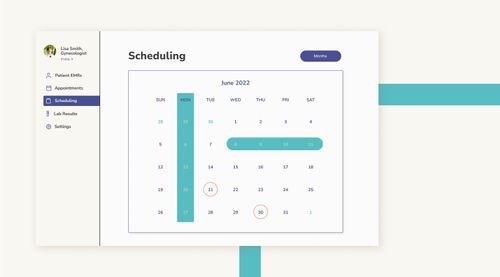 Lisa Smith,
Gynecologist
Profile
Scheduling
Months
Patient EMRs
Appointments
Scheduling
Lab Results
Settings
June 2022
SUN MON TUE WED THU FRI SAT
28 29 30 1 2 3 4
5 6 7 8 9 10 11
12 13 14 15 16 17 18
19 20 21 22 23 24 25
26 27 28 29 30 31 1